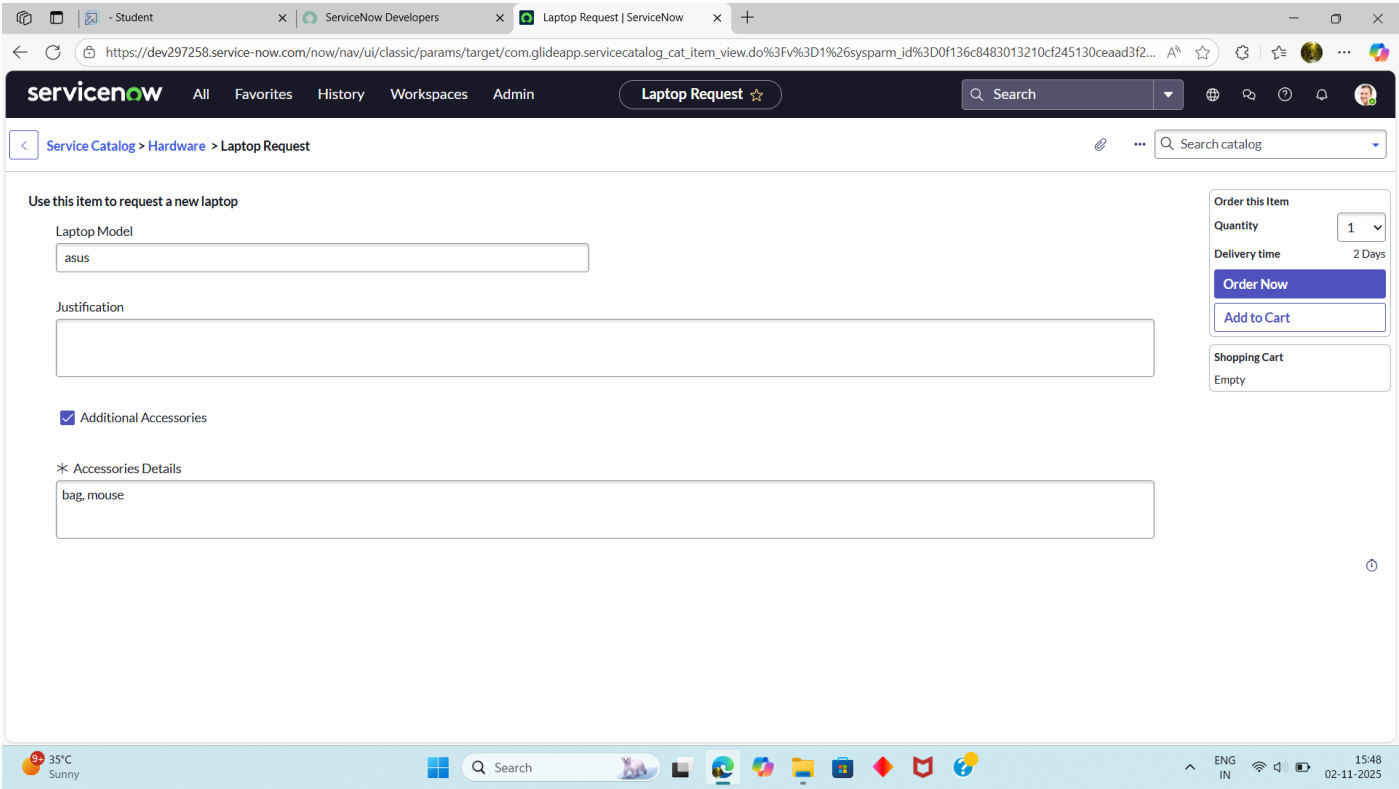 - Student
ServiceNow Developers
Laptop Request | ServiceNow
https://dev297258.service-now.com/now/nav/ui/classic/params/target/com.glideapp.servicecatalog_cat_item_view.do%3Fv%3D1%26sysparm_id%3D0f136c8483013210cf245130ceaad3f2...
servicenow All Favorites History Workspaces Admin Laptop Request Search
Service Catalog > Hardware > Laptop Request Search catalog
Use this item to request a new laptop
Laptop Model
asus
Justification
Additional Accessories
Accessories Details
bag, mouse
Order this Item
Quantity 1
Delivery time 2 Days
Order Now
Add to Cart
Shopping Cart
Empty
9+ 35°C
Sunny
Search
ENG
IN
15:48
02-11-2025